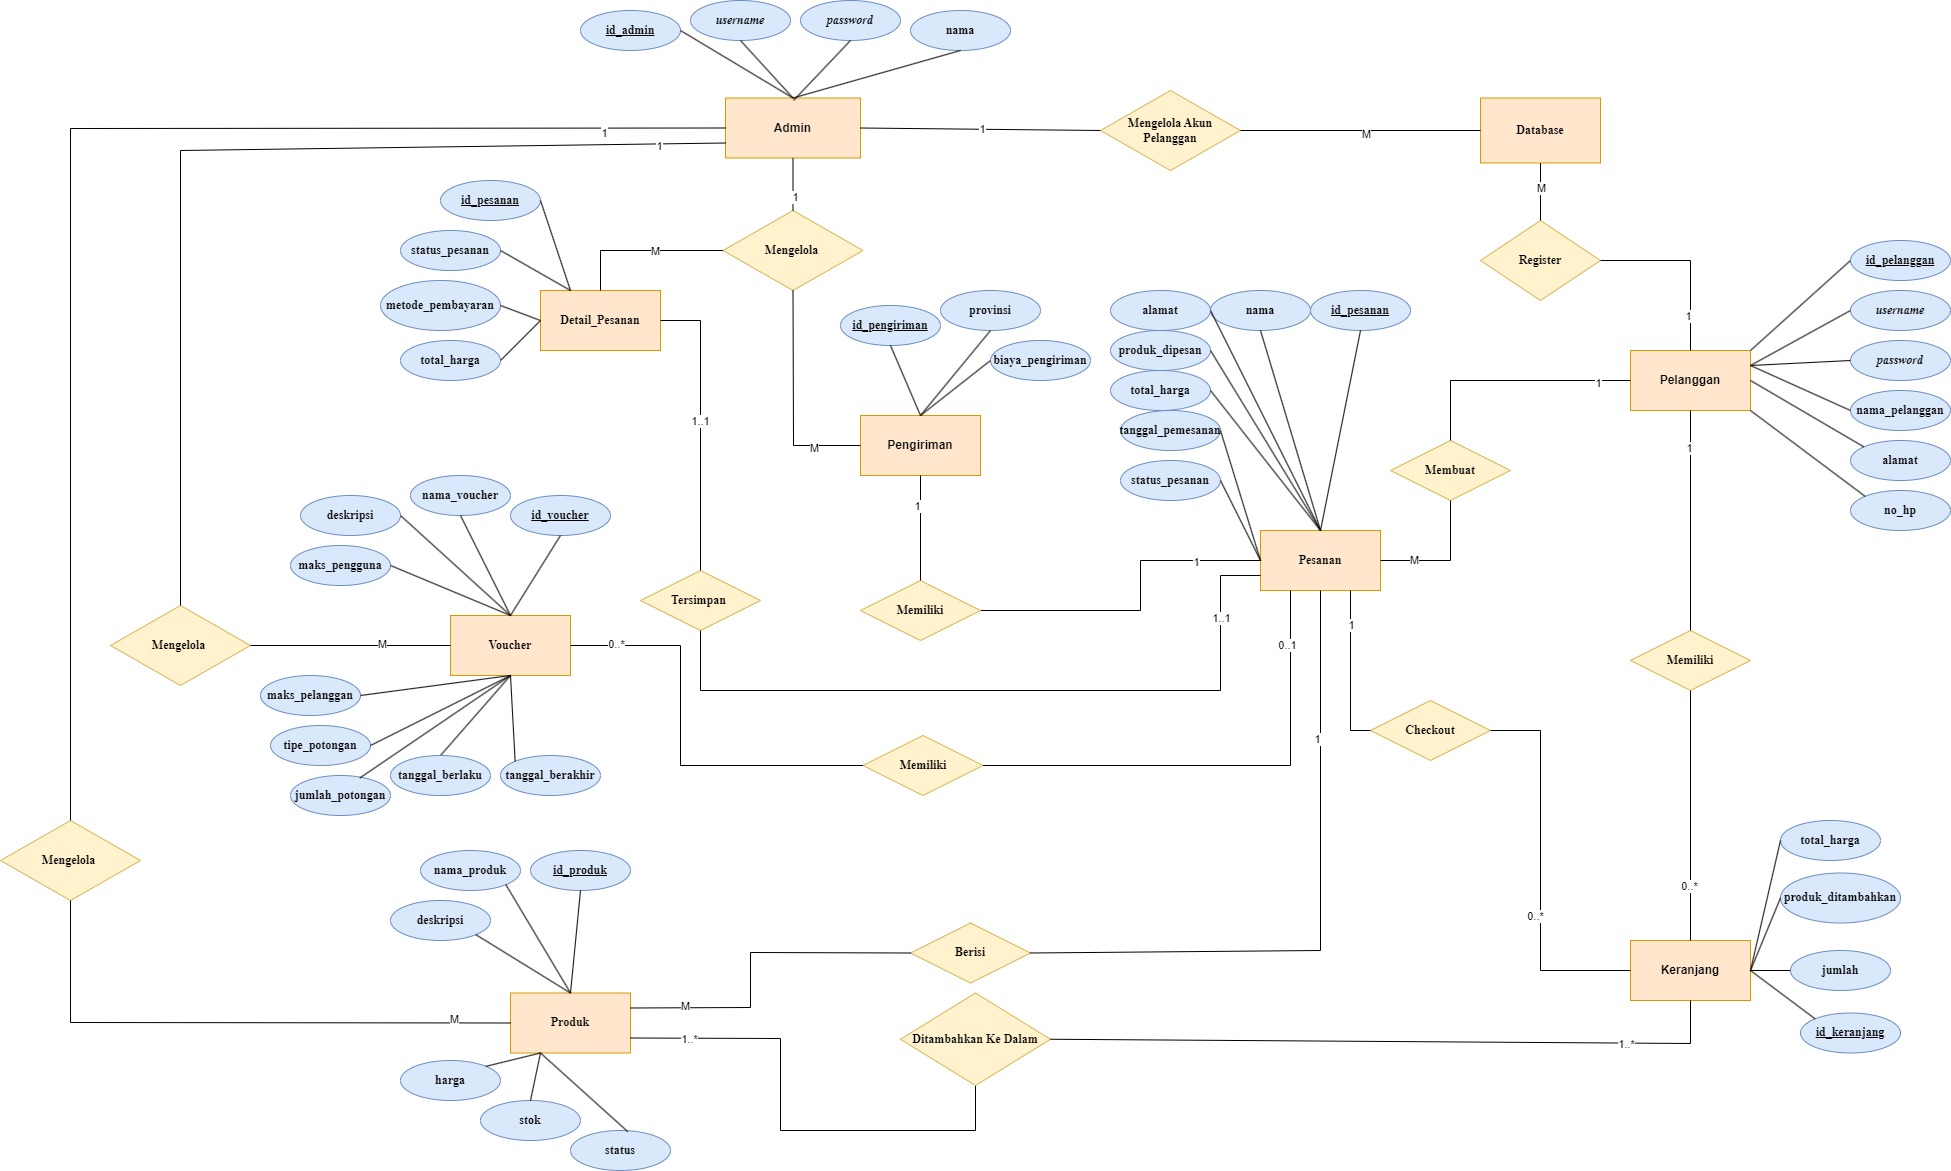 id_admin
username
password
nama
Admin
1
Mengelola Akun
Pelanggan
M
Database
1
1
1
M
id_pesanan
status_pesanan
metode_pembayaran
total_harga
Detail_Pesanan
M
Mengelola
Register
1
id_pelanggan
username
password
nama_pelanggan
alamat
no_hp
Pelanggan
id_pengiriman
provinsi
biaya_pengiriman
Pengiriman
M
1
alamat
nama
id_pesanan
produk_dipesan
total_harga
tanggal_pemesanan
status_pesanan
Pesanan
1
Membuat
M
1
1..1
Tersimpan
1..1
Memiliki
1
nama_voucher
deskripsi
id_voucher
maks_pengguna
Mengelola
M
Voucher
0..*
maks_pelanggan
tipe_potongan
jumlah_potongan
tanggal_berlaku
tanggal_berakhir
Memiliki
0..1
1
1
Checkout
0..*
Memiliki
0..*
Mengelola
M
nama_produk
id_produk
deskripsi
Produk
harga
stok
status
M
Berisi
1..*
Ditambahkan Ke Dalam
1..*
Keranjang
total_harga
produk_ditambahkan
jumlah
id_keranjang